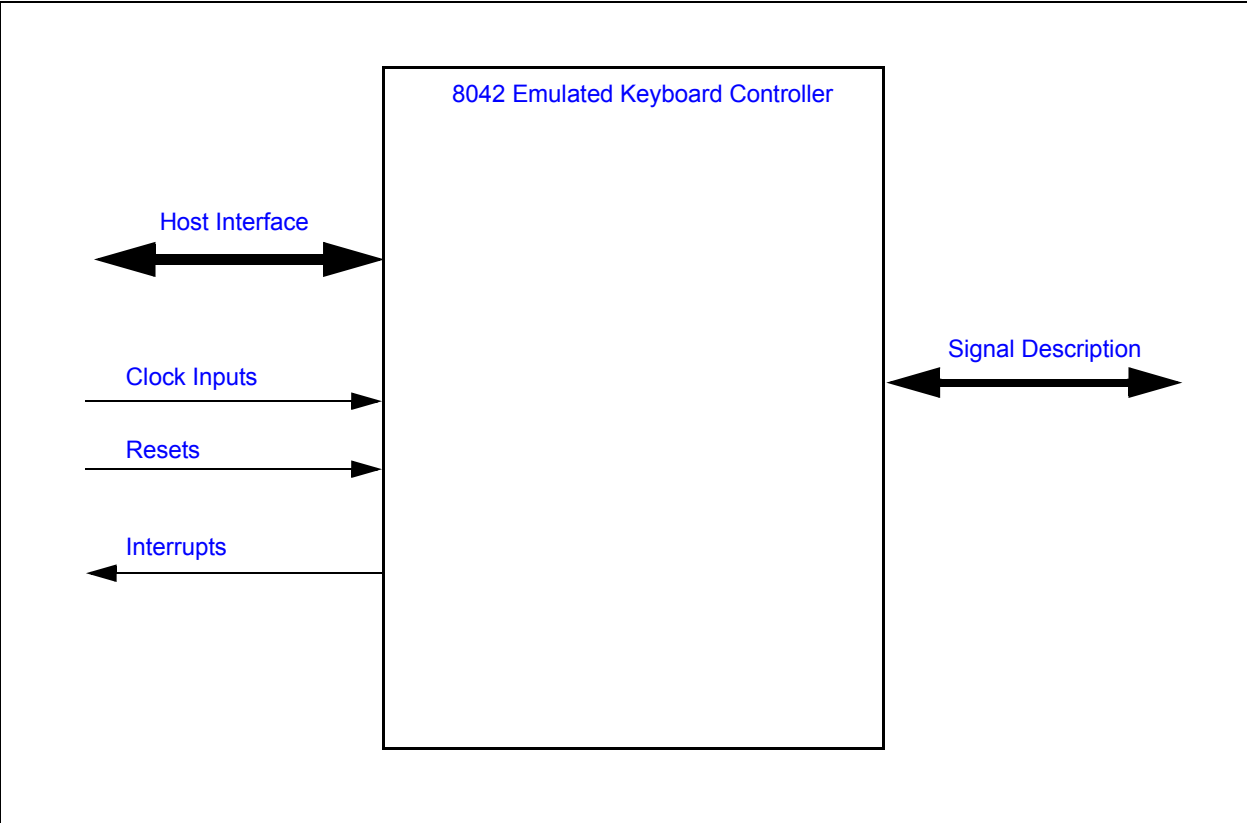 8042 Emulated Keyboard Controller
Host Interface
Signal Description
Clock Inputs
Resets
Interrupts